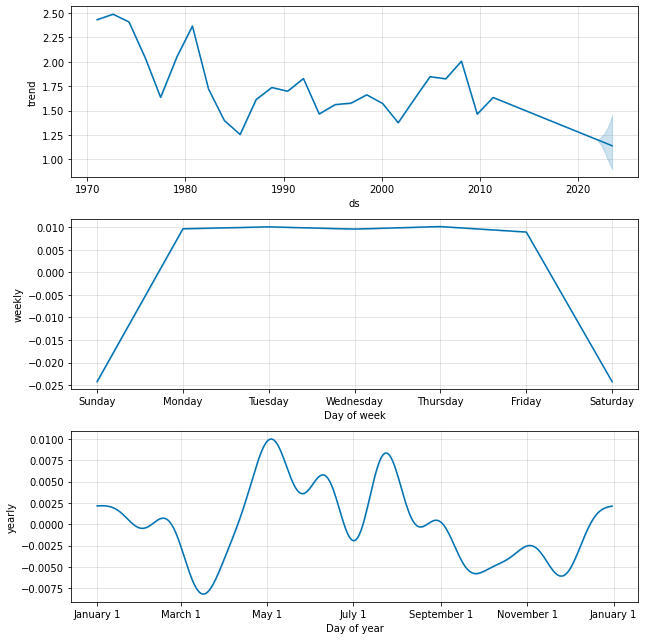 2.50
2.25
2.00
1.75
1.50
1.25
1.00
trend
1970 1980 1990 2000 2010 2020
ds
0.010
0.005
0.000
−0.005
−0.010
−0.015
−0.020
−0.025
weekly
Sunday Monday Tuesday Wednesday Thursday Friday Saturday
Day of week
0.0100
0.0075
0.0050
0.0025
0.0000
−0.0025
−0.0050
−0.0075
yearly
January 1 March 1 May 1 July 1 September 1 November 1 January 1
Day of year